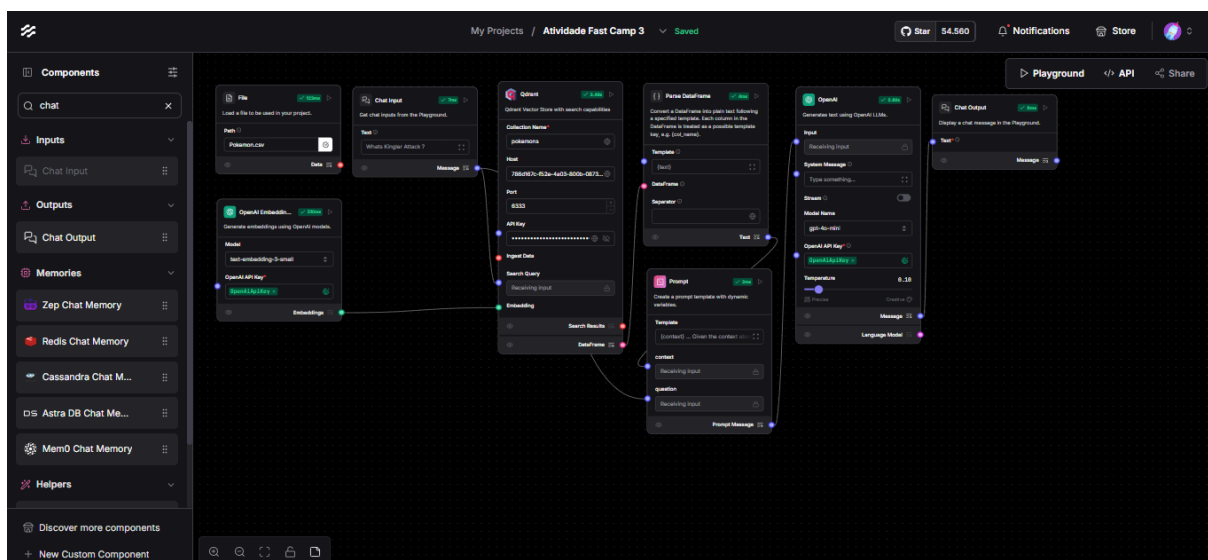 My Projects / Atividade Fast Camp 3 Saved
Star 54.560
Notifications
Store
Components
chat
Inputs
Chat Input
Outputs
Chat Output
Memories
Zep Chat Memory
Redis Chat Memory
Cassandra Chat M...
Astra DB Chat Me...
Mem0 Chat Memory
Helpers
Discover more components
New Custom Component
Playground
API
Share
File
Load a file to be used in your project.
Path
Pokemon.csv
Data
Chat Input
Get chat inputs from the Playground.
Text
Whats Kingler Attack ?
Message
OpenAI Embeddin...
Generate embeddings using OpenAI models.
Model
text-embedding-3-small
OpenAI API Key*
OpenAIApiKey
Embeddings
Qdrant
Qdrant Vector Store with search capabilities
Collection Name*
pokemons
Host
Port
6333
API Key
Ingest Data
Search Query
Receiving input
Embedding
Search Results
DataFrame
Parse DataFrame
Convert a DataFrame into plain text following
a specified template. Each column in the
DataFrame is treated as a possible template
key, e.g. {col_name}.
Template
{text}
DataFrame
Separator
Text
Prompt
Create a prompt template with dynamic
variables.
Template
{context} ... Given the context
context
Receiving input
question
Receiving input
Prompt Message
OpenAI
Generates text using OpenAI LLMs.
Input
Receiving input
System Message
Type something...
Stream
Model Name
gpt-4o-mini
OpenAI API Key*
OpenAIApiKey
Temperature 0.10
Precise Creative
Message
Language Model
Chat Output
Display a chat message in the Playground.
Text*
Message